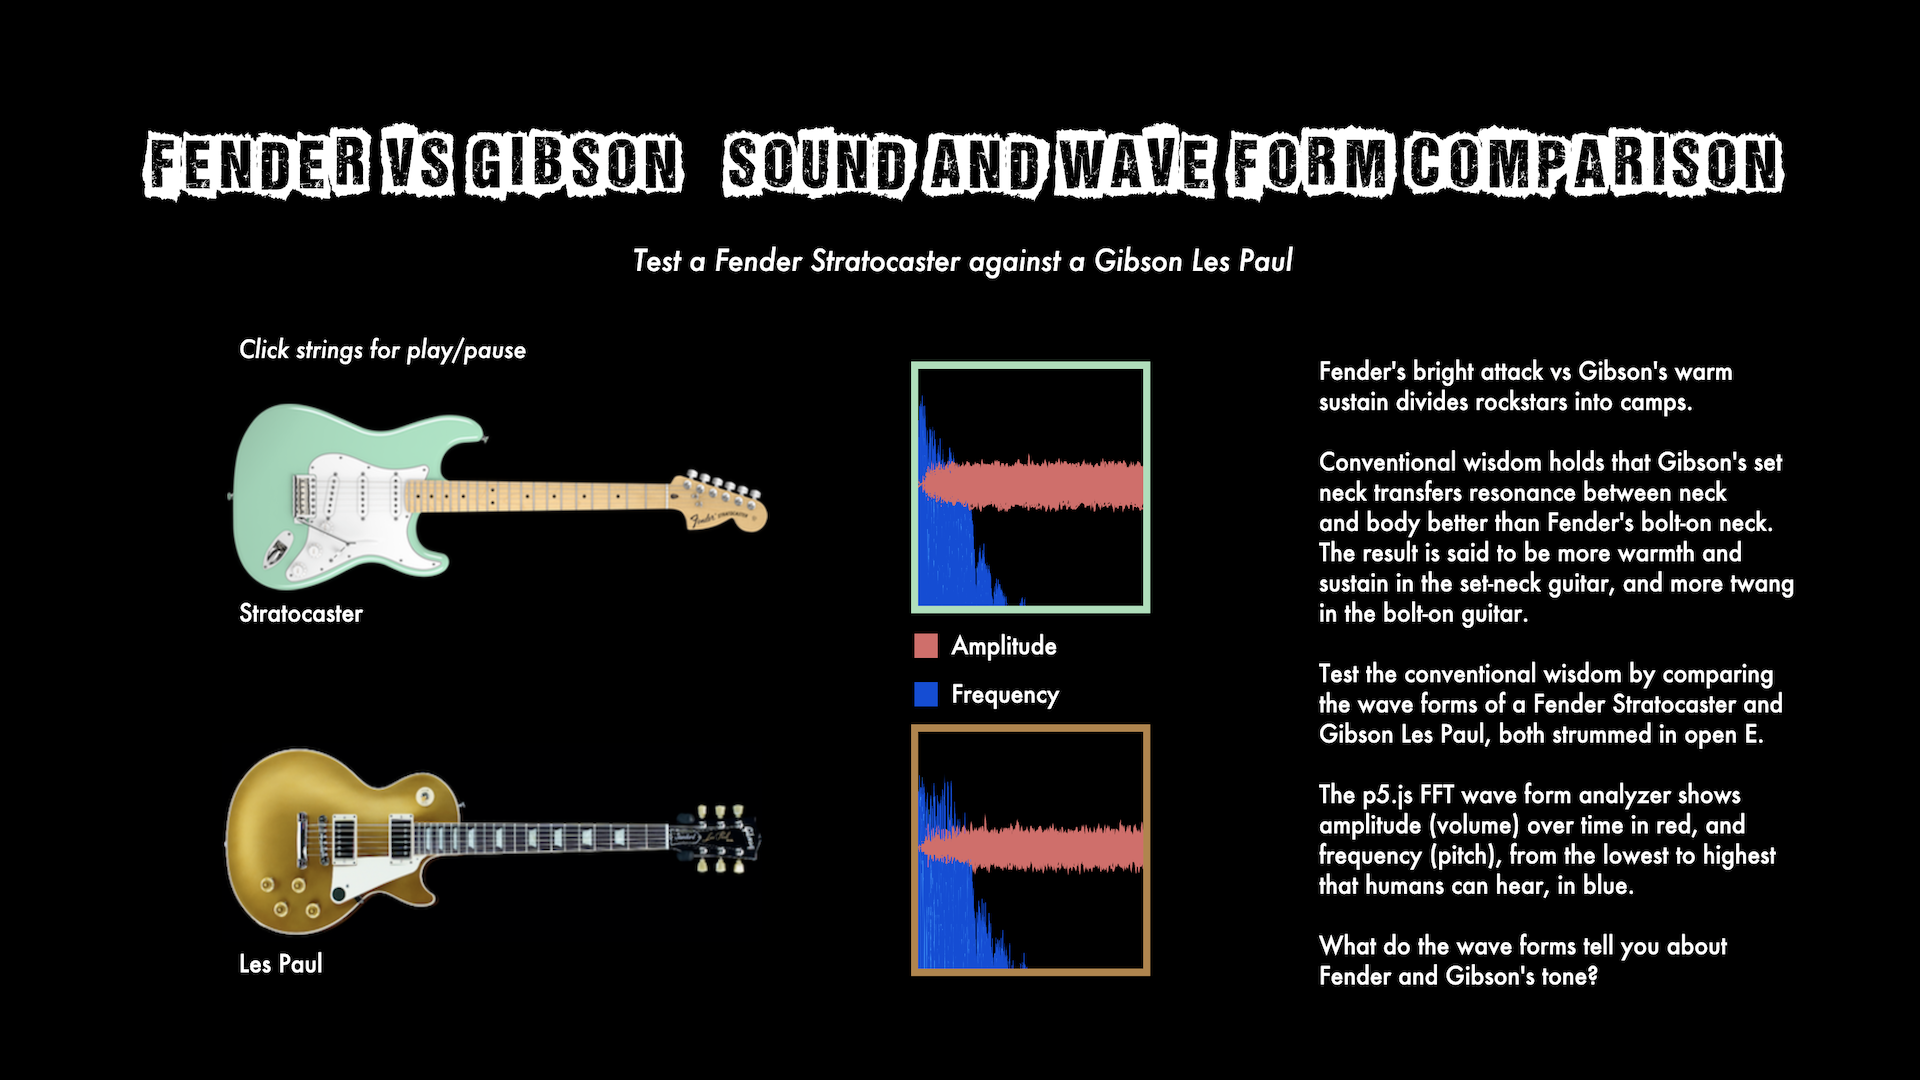 FENDER VS GIBSON SOUND AND WAVE FORM COMPARISON
Test a Fender Stratocaster against a Gibson Les Paul
Click strings for play/pause
Fender
STRATOCASTER
Stratocaster
Gibson
Les Paul
Amplitude
Frequency
Fender's bright attack vs Gibson's warm
sustain divides rockstars into camps.
Conventional wisdom holds that Gibson's set
neck transfers resonance between neck
and body better than Fender's bolt-on neck.
The result is said to be more warmth and
sustain in the set-neck guitar, and more twang
in the bolt-on guitar.
Test the conventional wisdom by comparing
the wave forms of a Fender Stratocaster and
Gibson Les Paul, both strummed in open E.
The p5.js FFT wave form analyzer shows
amplitude (volume) over time in red, and
frequency (pitch), from the lowest to highest
that humans can hear, in blue.
What do the wave forms tell you about
Fender and Gibson's tone?